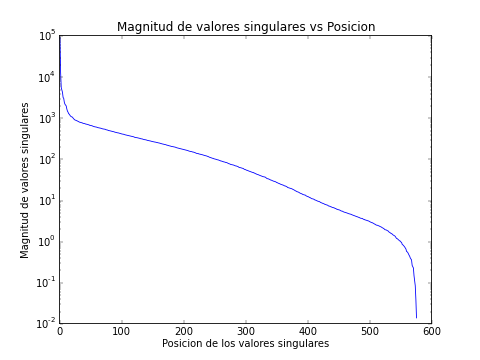 Magnitud de valores singulares vs Posicion
10^5
10^4
10^3
10^2
10^1
10^0
10^-1
10^-2
Magnitud de valores singulares
0 100 200 300 400 500 600
Posicion de los valores singulares